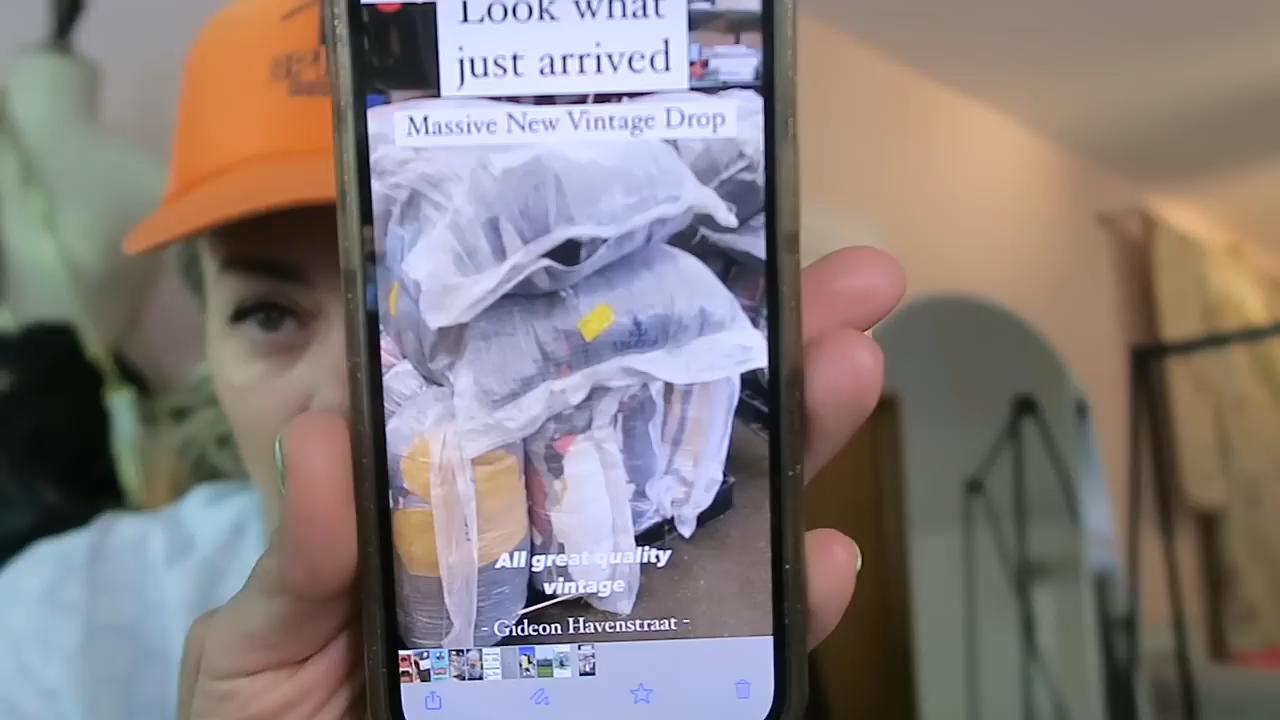 Look what
just arrived
Massive New Vintage Drop
All great quality
vintage
- Gideon Havenstraat -